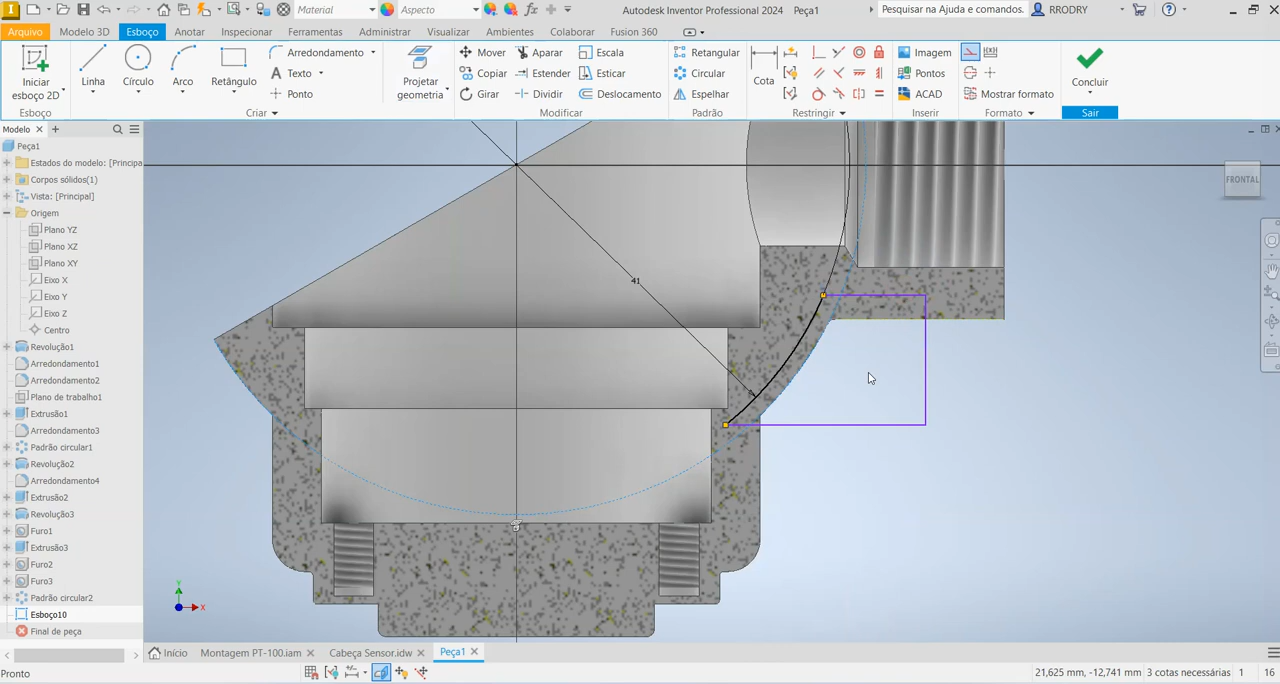 Material
Aspecto
Autodesk Inventor Professional 2024 Peça1
Pesquisar na Ajuda e comandos.
RRODRY
Arquivo
Modelo 3D
Esboço
Anotar
Inspecionar
Ferramentas
Administrar
Visualizar
Ambientes
Colaborar
Fusion 360
Iniciar
esboço 2D
Linha
Círculo
Arco
Retângulo
Arredondamento
Texto
Ponto
Projetar
geometria
Mover
Copiar
Girar
Aparar
Estender
Dividir
Escala
Esticar
Deslocamento
Retangular
Circular
Espelhar
Cota
Imagem
Pontos
ACAD
Mostrar formato
Concluir
Esboço
Criar
Modificar
Padrão
Restringir
Inserir
Formato
Sair
Modelo
Peça1
Estados do modelo: [Principa
Corpos sólidos(1)
Vista: [Principal]
Origem
Plano YZ
Plano XZ
Plano XY
Eixo X
Eixo Y
Eixo Z
Centro
Revolução1
Arredondamento1
Arredondamento2
Plano de trabalho1
Extrusão1
Arredondamento3
Padrão circular1
Revolução2
Arredondamento4
Extrusão2
Revolução3
Furo1
Extrusão3
Furo2
Furo3
Padrão circular2
Esboço10
Final de peça
FRONTAL
41
Y
X
Início
Montagem PT-100.iam
Cabeça Sensor.idw
Peça1
Pronto
21,625 mm, -12,741 mm
3 cotas necessárias
1
16